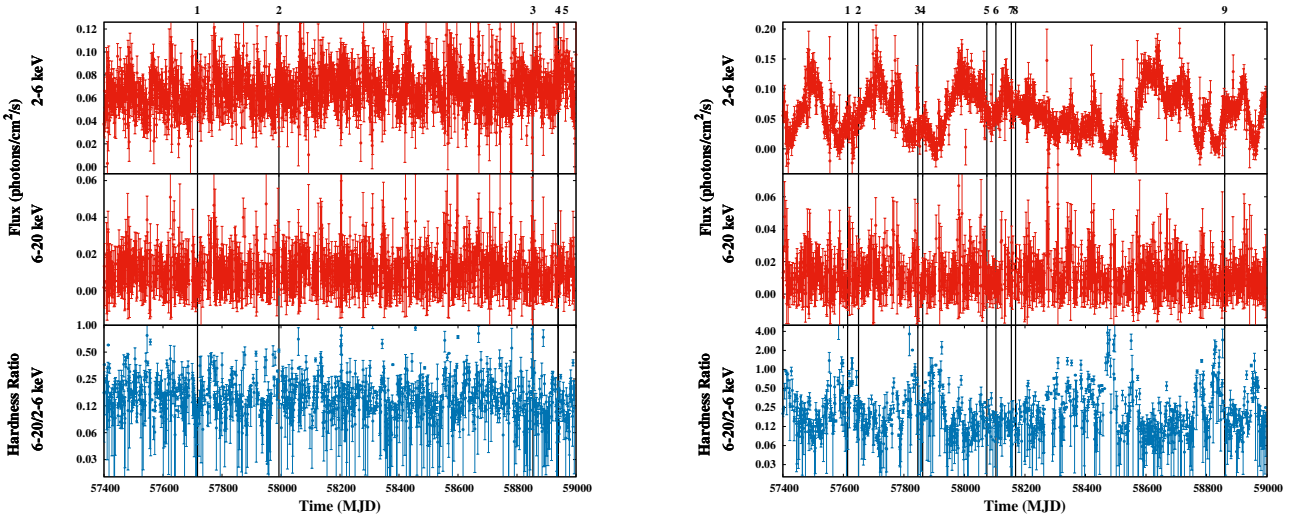 1 2 3 4 5
0.12
0.10
0.08
0.06
0.04
0.02
0.00
2-6 keV
0.06
0.04
0.02
0.00
6-20 keV
Flux (photons/cm2/s)
1.00
0.50
0.25
0.12
0.06
0.03
Hardness Ratio
6-20/2-6 keV
57400 57600 57800 58000 58200 58400 58600 58800 59000
Time (MJD)
1 2 3 4 5 6 7 8 9
0.20
0.15
0.10
0.05
0.00
2-6 keV
0.06
0.04
0.02
0.00
6-20 keV
Flux (photons/cm2/s)
4.00
2.00
1.00
0.50
0.25
0.12
0.06
0.03
Hardness Ratio
6-20/2-6 keV
57400 57600 57800 58000 58200 58400 58600 58800 59000
Time (MJD)